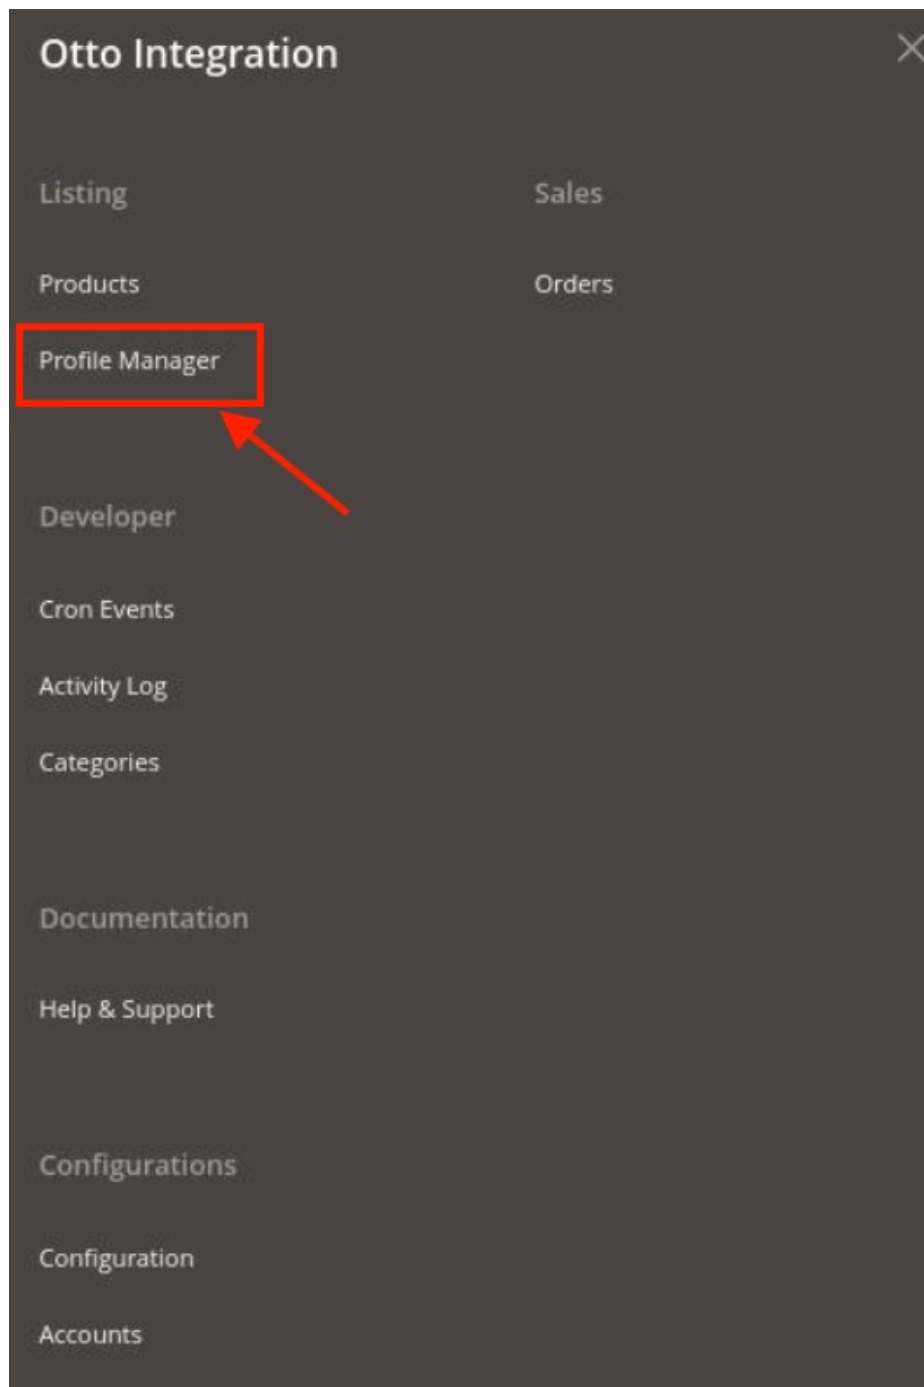 Otto Integration
Listing
Products
Profile Manager
Sales
Orders
Developer
Cron Events
Activity Log
Categories
Documentation
Help & Support
Configurations
Configuration
Accounts